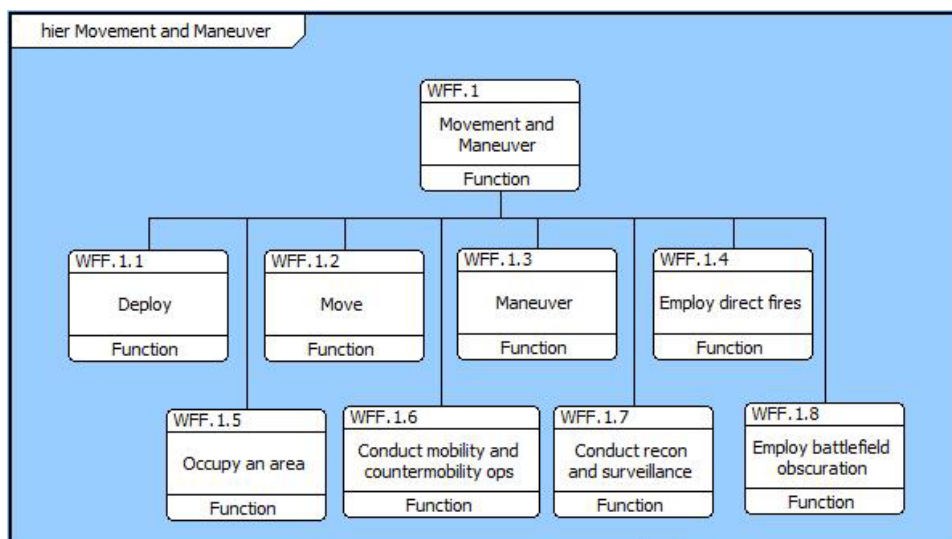 hier Movement and Maneuver
WFF.1
Movement and
Maneuver
Function
WFF.1.1
Deploy
Function
WFF.1.2
Move
Function
WFF.1.3
Maneuver
Function
WFF.1.4
Employ direct fires
Function
WFF.1.5
Occupy an area
Function
WFF.1.6
Conduct mobility and
countermobility ops
Function
WFF.1.7
Conduct recon
and surveillance
Function
WFF.1.8
Employ battlefield
obscuration
Function